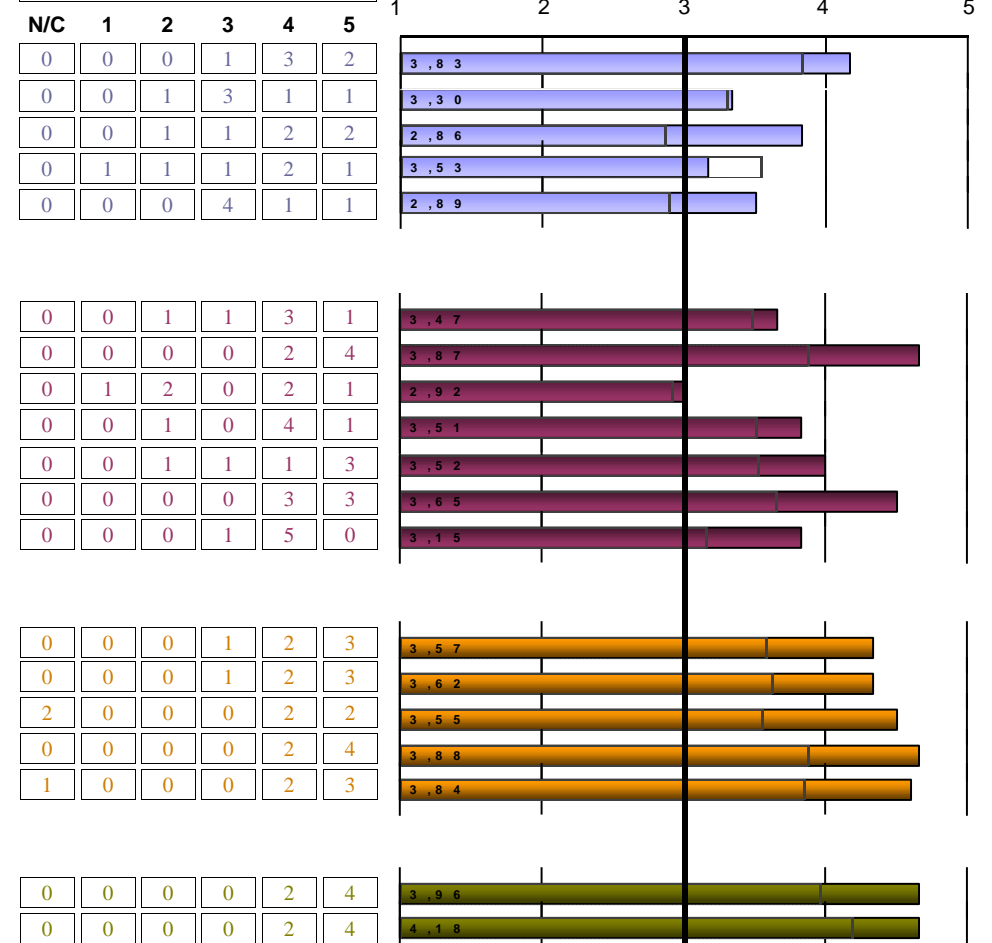 1 2 3 4 5
N/C 1 2 3 4 5
0 0 0 1 3 2 3,83
0 0 1 3 1 1 3,30
0 0 1 1 2 2 2,86
0 1 1 1 2 1 3,53
0 0 0 4 1 1 2,89
0 0 1 1 3 1 3,47
0 0 0 0 2 4 3,87
0 1 2 0 2 1 2,92
0 0 1 0 4 1 3,51
0 0 1 1 1 3 3,52
0 0 0 0 3 3 3,65
0 0 0 1 5 0 3,15
0 0 0 1 2 3 3,57
0 0 0 1 2 3 3,62
2 0 0 0 2 2 3,55
0 0 0 0 2 4 3,88
1 0 0 0 2 3 3,84
0 0 0 0 2 4 3,96
0 0 0 0 2 4 4,18